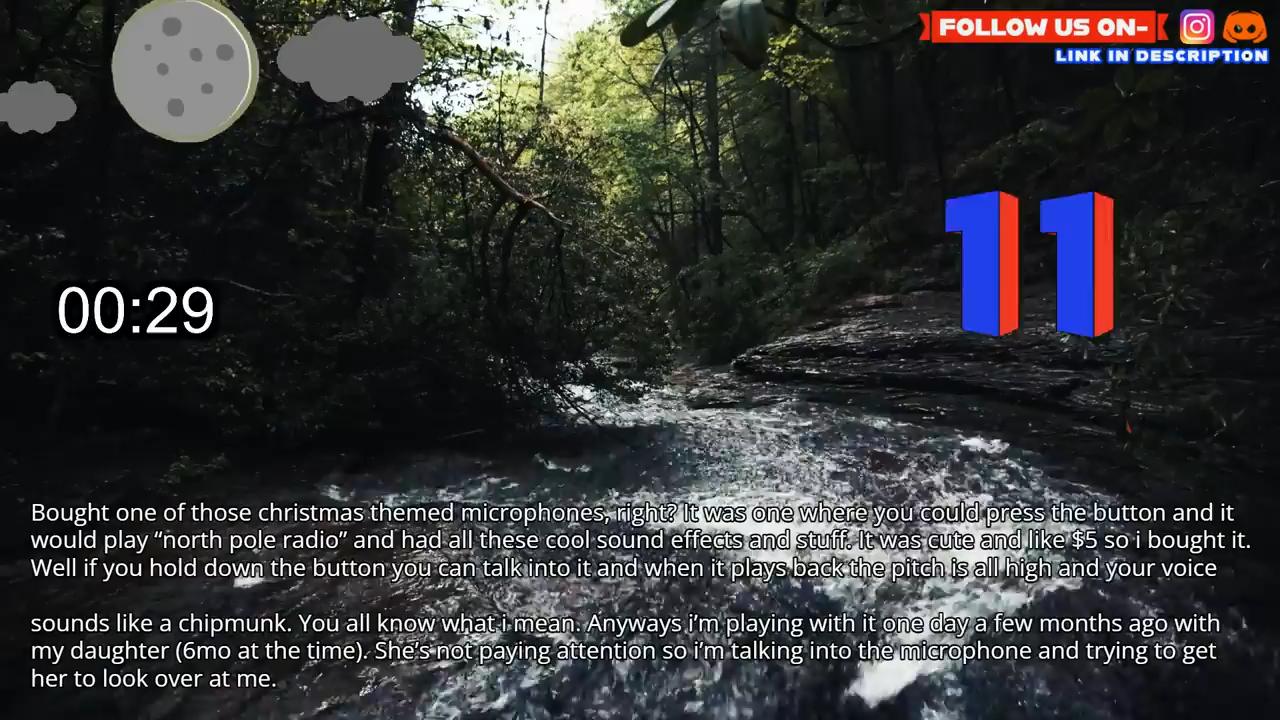 FOLLOW US ON-
LINK IN DESCRIPTION
11
00:29
Bought one of those christmas themed microphones, right? It was one where you could press the button and it
would play “north pole radio” and had all these cool sound effects and stuff. It was cute and like $5 so i bought it.
Well if you hold down the button you can talk into it and when it plays back the pitch is all high and your voice
sounds like a chipmunk. You all know what i mean. Anyways i’m playing with it one day a few months ago with
my daughter (6mo at the time). She’s not paying attention so i’m talking into the microphone and trying to get
her to look over at me.